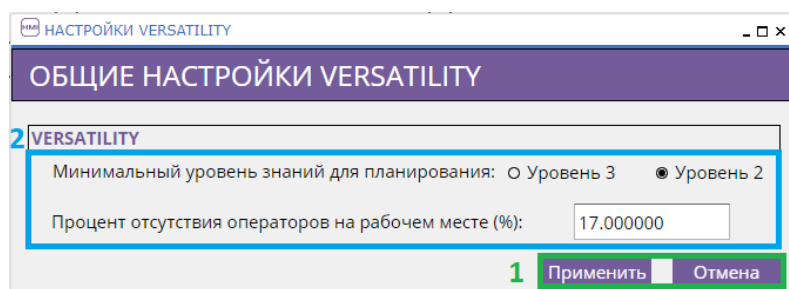 HMI НАСТРОЙКИ VERSATILITY
ОБЩИЕ НАСТРОЙКИ VERSATILITY
2 VERSATILITY
Минимальный уровень знаний для планирования: Уровень 3 Уровень 2
Процент отсутствия операторов на рабочем месте (%): 17.000000
1 Применить Отмена